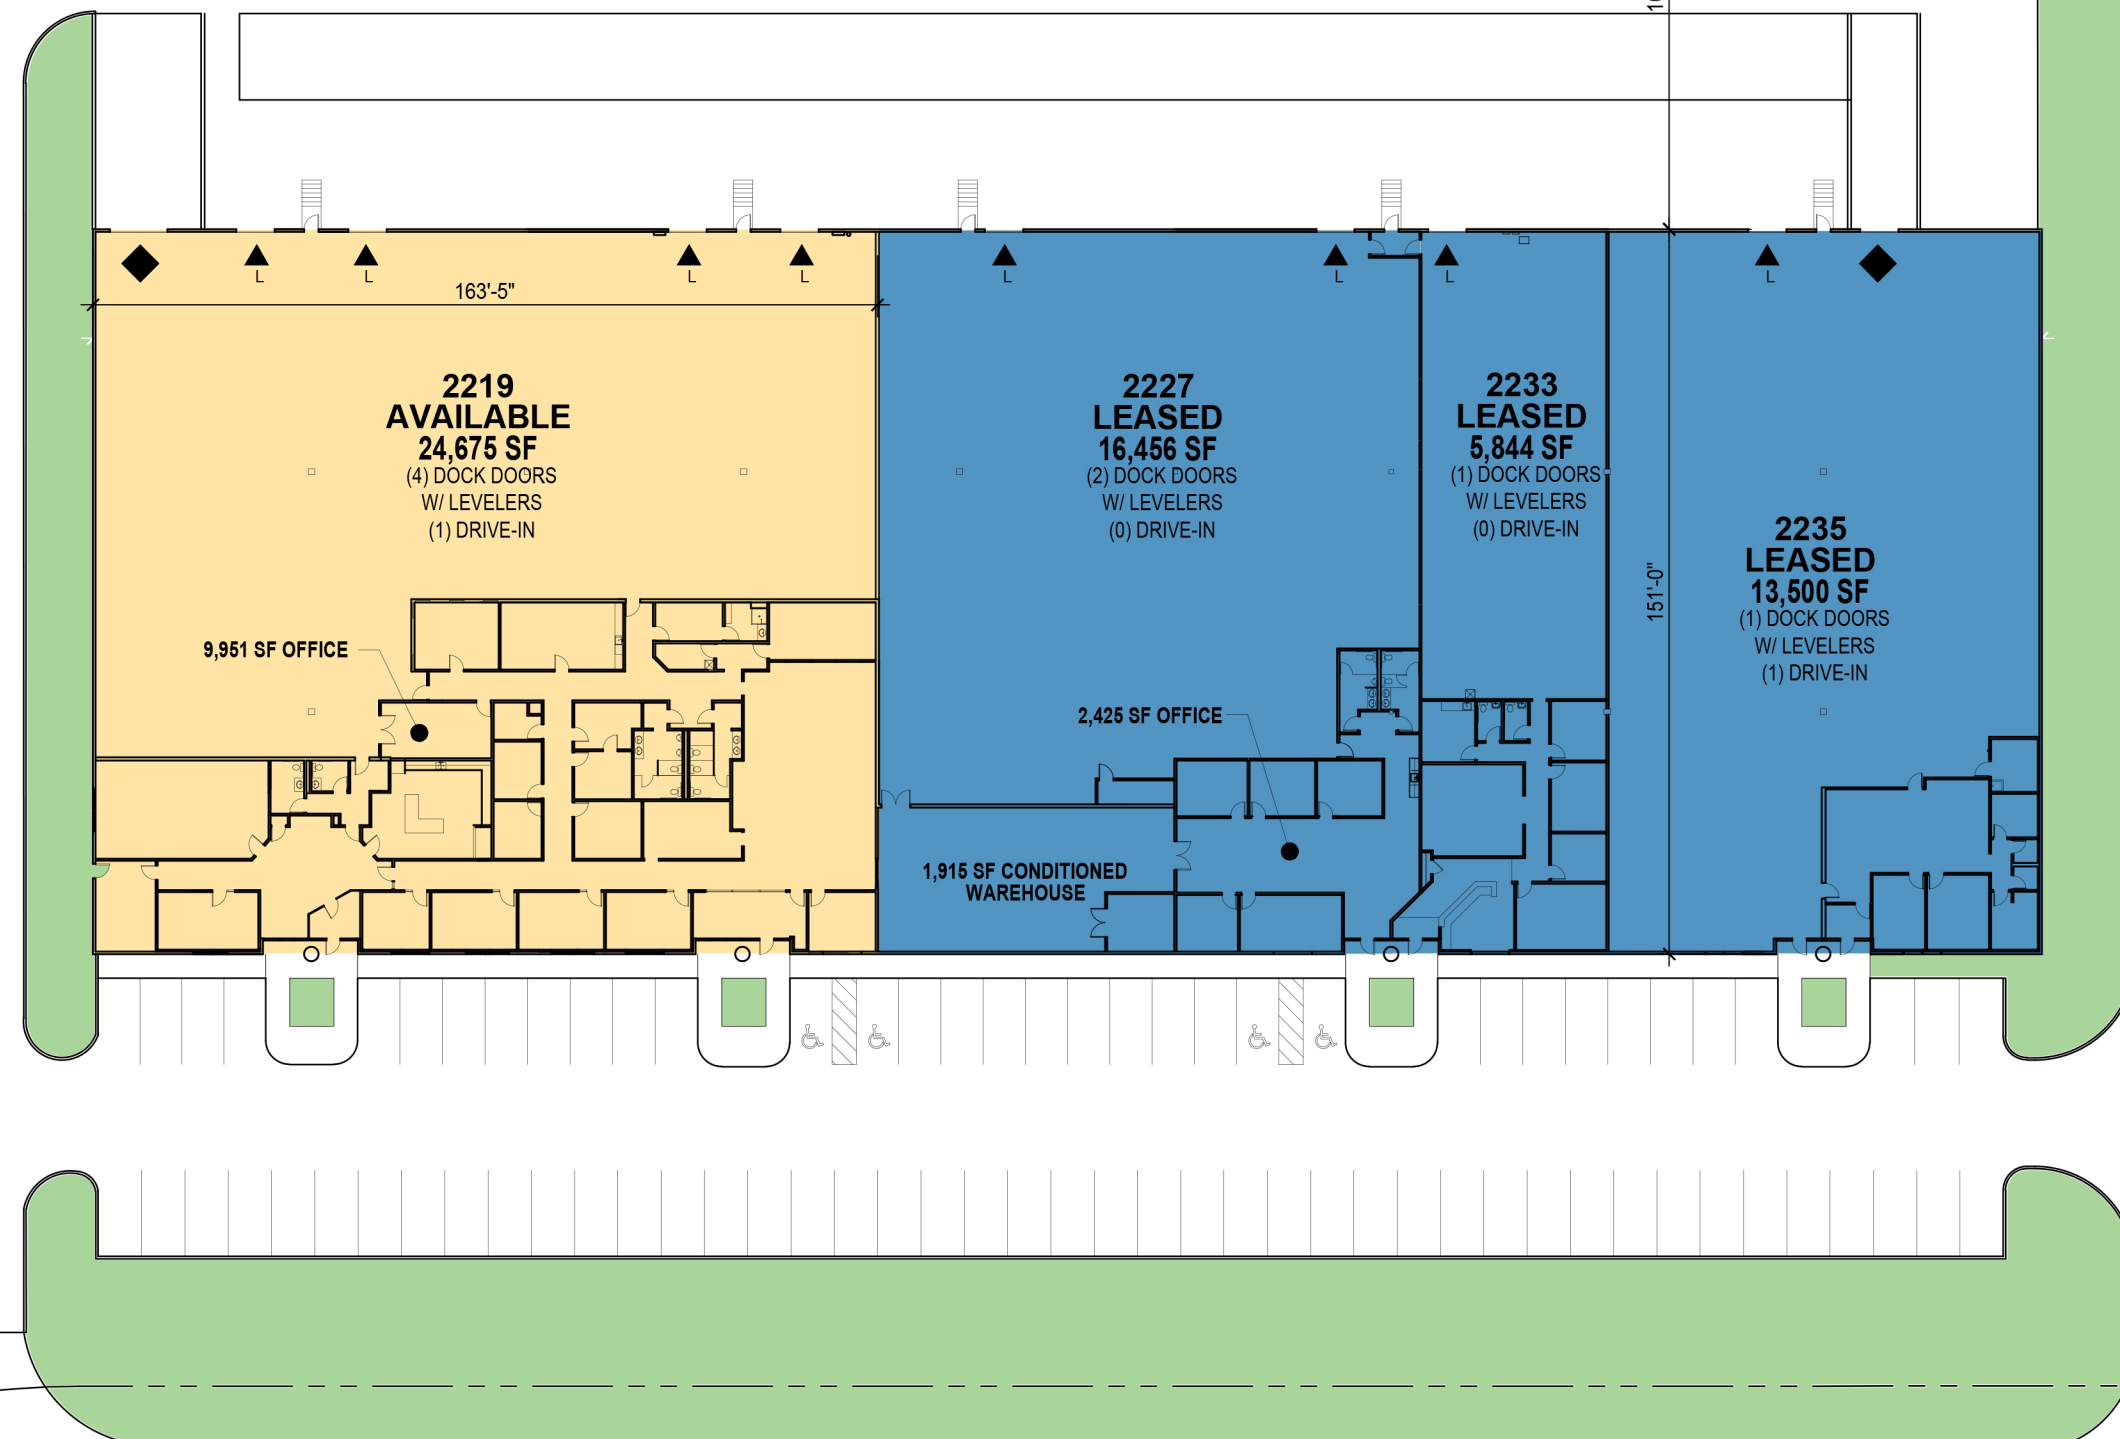 L
L
L
L
L
L
L
L
163'-5"
2219
AVAILABLE
24,675 SF
(4) DOCK DOORS
W/ LEVELERS
(1) DRIVE-IN
2227
LEASED
16,456 SF
(2) DOCK DOORS
W/ LEVELERS
(0) DRIVE-IN
2233
LEASED
5,844 SF
(1) DOCK DOORS
W/ LEVELERS
(0) DRIVE-IN
2235
LEASED
13,500 SF
(1) DOCK DOORS
W/ LEVELERS
(1) DRIVE-IN
151'-0"
9,951 SF OFFICE
2,425 SF OFFICE
1,915 SF CONDITIONED
WAREHOUSE